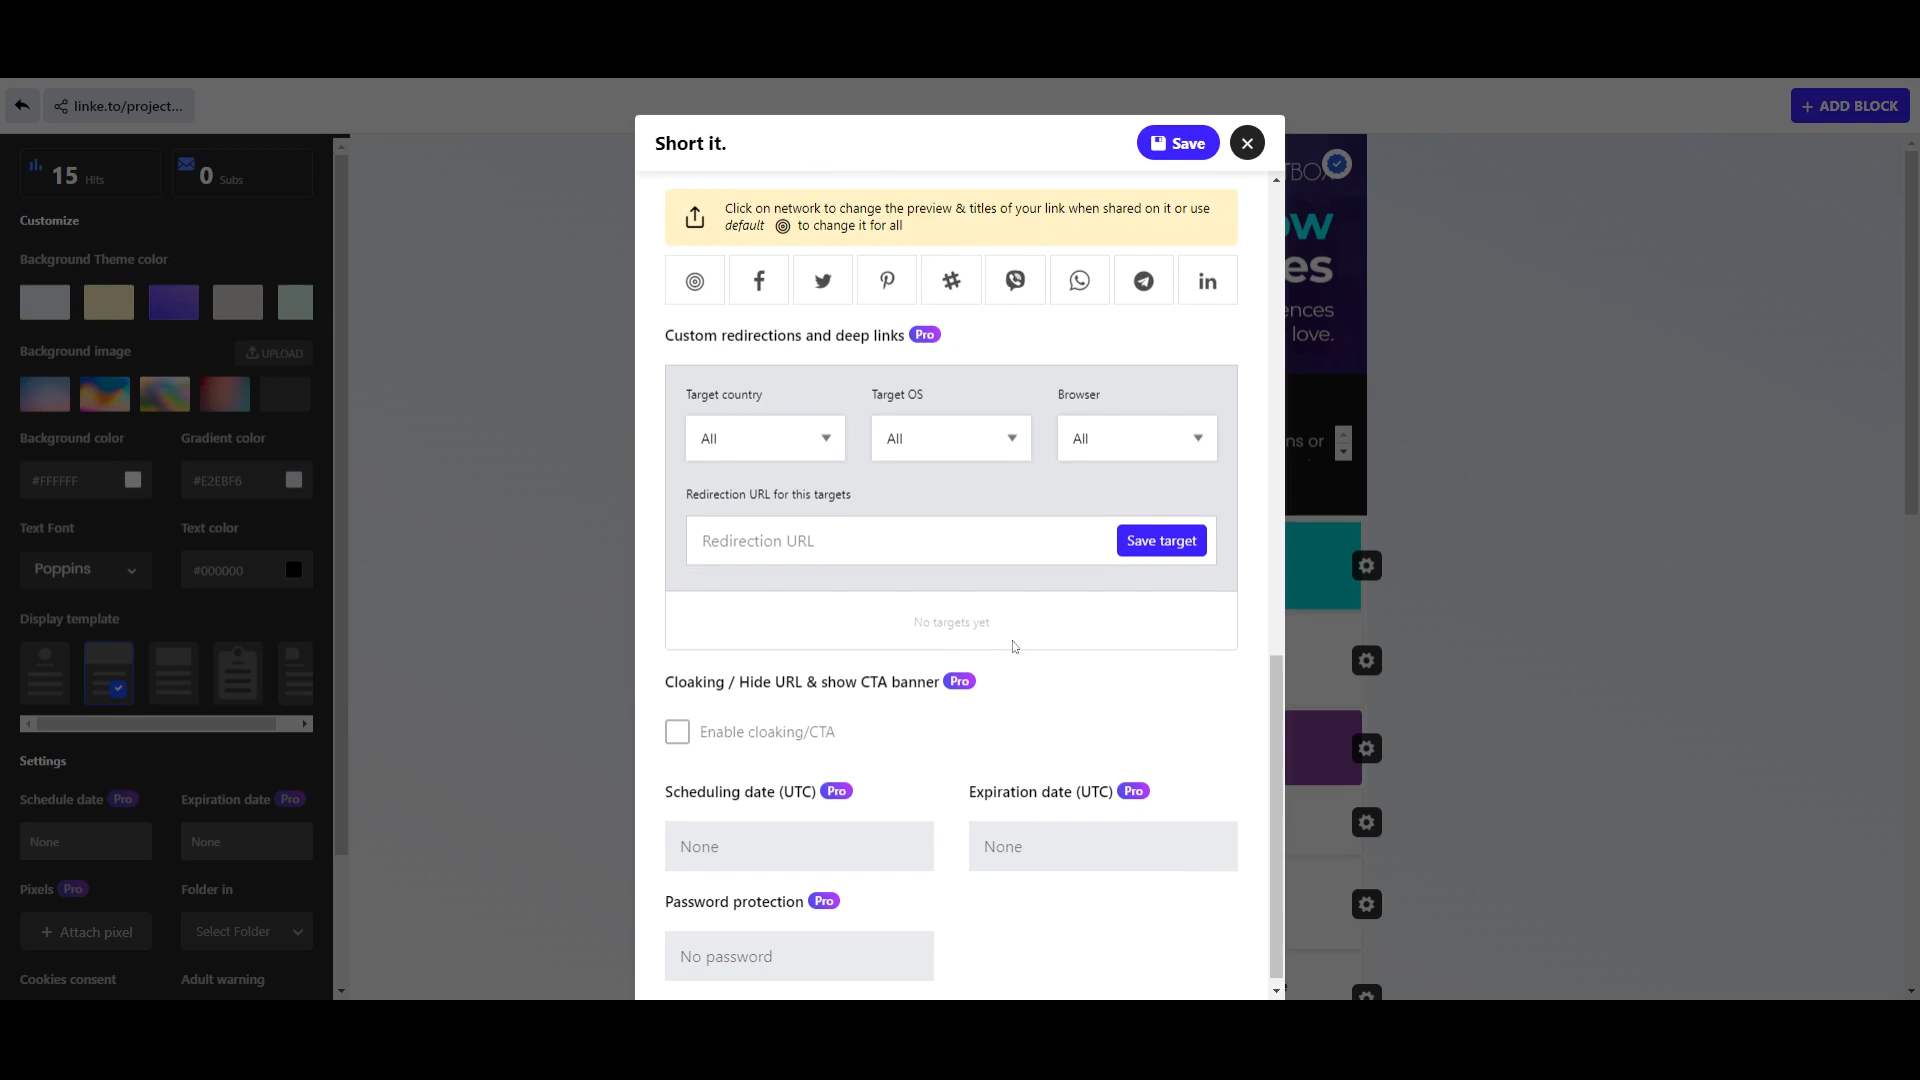 linke.to/project...
+ ADD BLOCK
Short it.
Save
15 Hits
0 Subs
Customize
Background Theme color
Background image
UPLOAD
Background color
Gradient color
#FFFFFF
#E2EBF6
Text Font
Text color
Poppins
#000000
Display template
Settings
Schedule date Pro
Expiration date Pro
None
None
Pixels Pro
Folder in
+ Attach pixel
Select Folder
Cookies consent
Adult warning
Click on network to change the preview & titles of your link when shared on it or use
default to change it for all
Custom redirections and deep links Pro
Target country
Target OS
Browser
All
All
All
Redirection URL for this targets
Redirection URL
Save target
No targets yet
Cloaking / Hide URL & show CTA banner Pro
Enable cloaking/CTA
Scheduling date (UTC) Pro
Expiration date (UTC) Pro
None
None
Password protection Pro
No password
love.
or